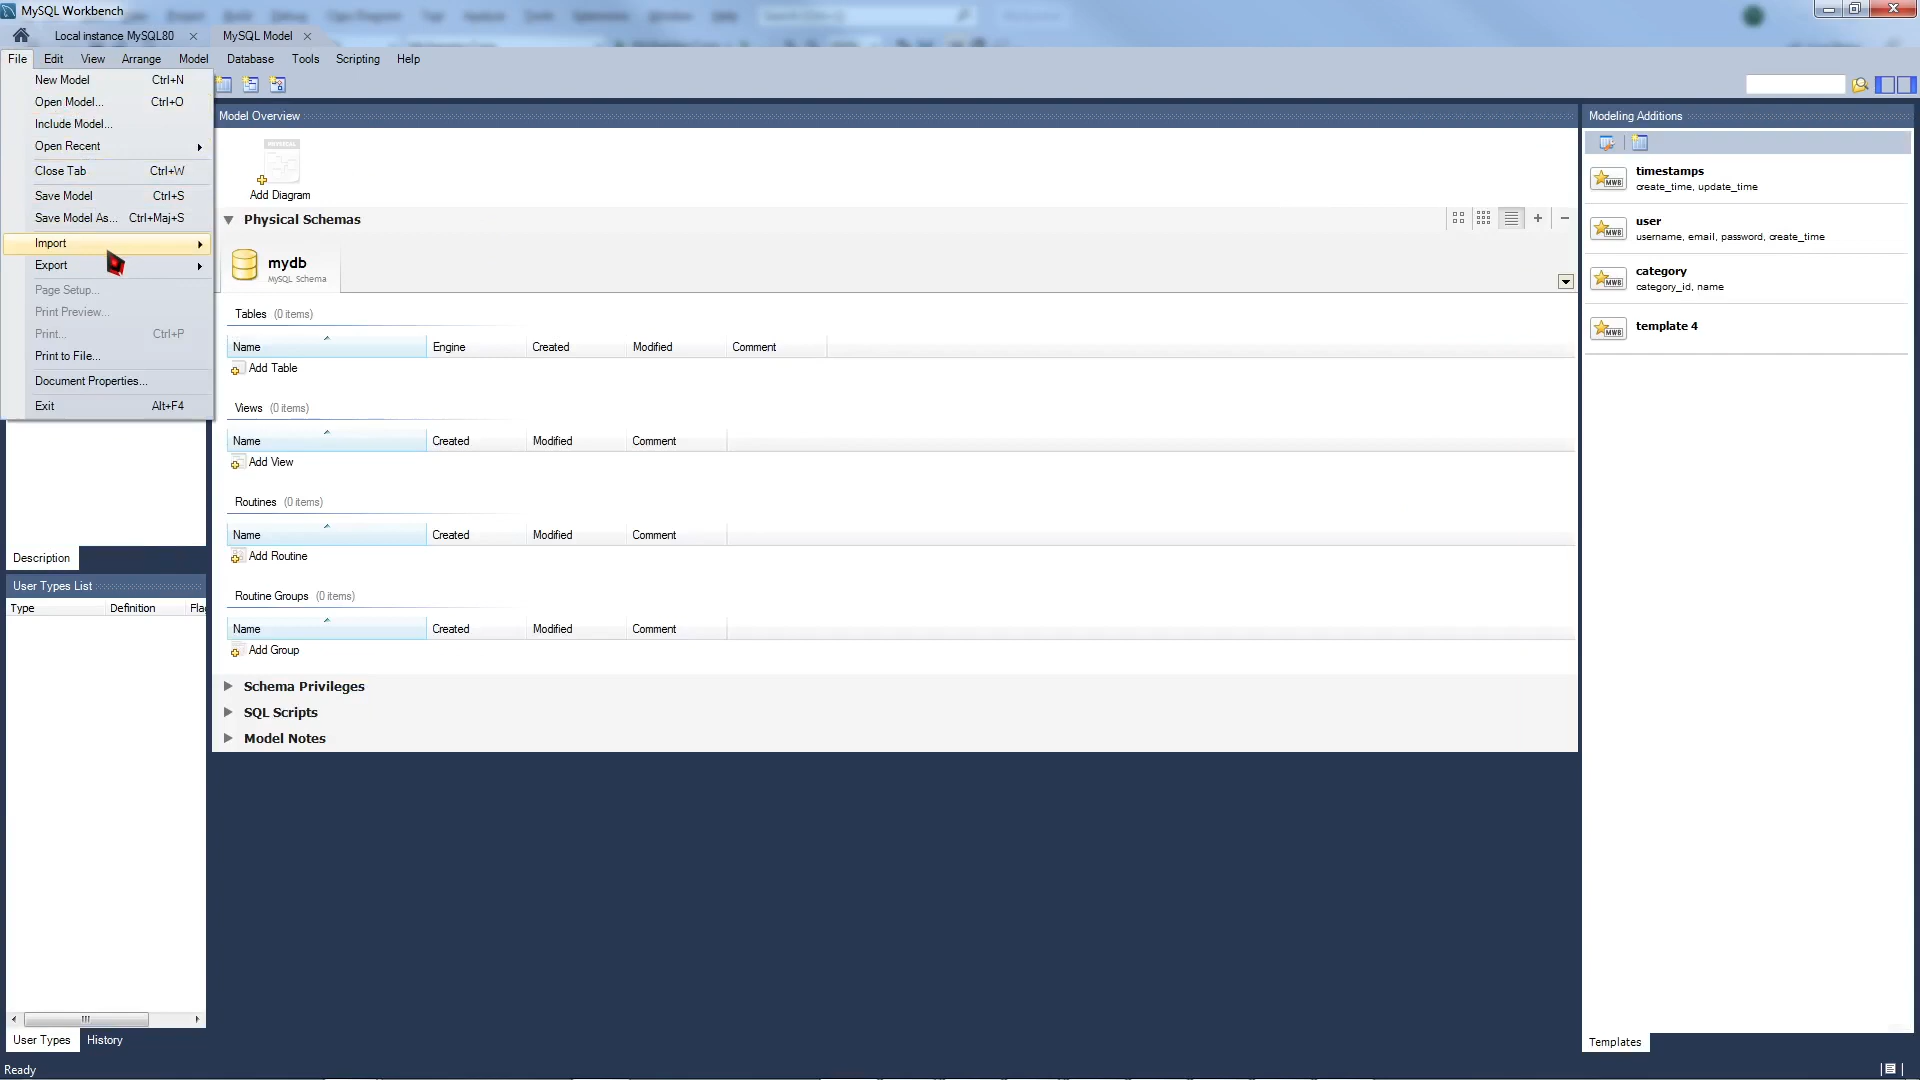 MySQL Workbench
Local instance MySQL80
MySQL Model
File Edit View Arrange Model Database Tools Scripting Help
New Model Ctrl+N
Open Model... Ctrl+O
Include Model...
Open Recent
Close Tab Ctrl+W
Save Model Ctrl+S
Save Model As... Ctrl+Maj+S
Import
Export
Page Setup...
Print Preview...
Print... Ctrl+P
Print to File...
Document Properties...
Exit Alt+F4
Description
User Types List
Type Definition Flag
User Types History
Ready
Model Overview
PHYSICAL
Add Diagram
Physical Schemas
mydb
MySQL Schema
Tables (0 items)
Name Engine Created Modified Comment
Add Table
Views (0 items)
Name Created Modified Comment
Add View
Routines (0 items)
Name Created Modified Comment
Add Routine
Routine Groups (0 items)
Name Created Modified Comment
Add Group
Schema Privileges
SQL Scripts
Model Notes
Modeling Additions
MWB
timestamps
create_time, update_time
MWB
user
username, email, password, create_time
MWB
category
category_id, name
MWB
template 4
Templates